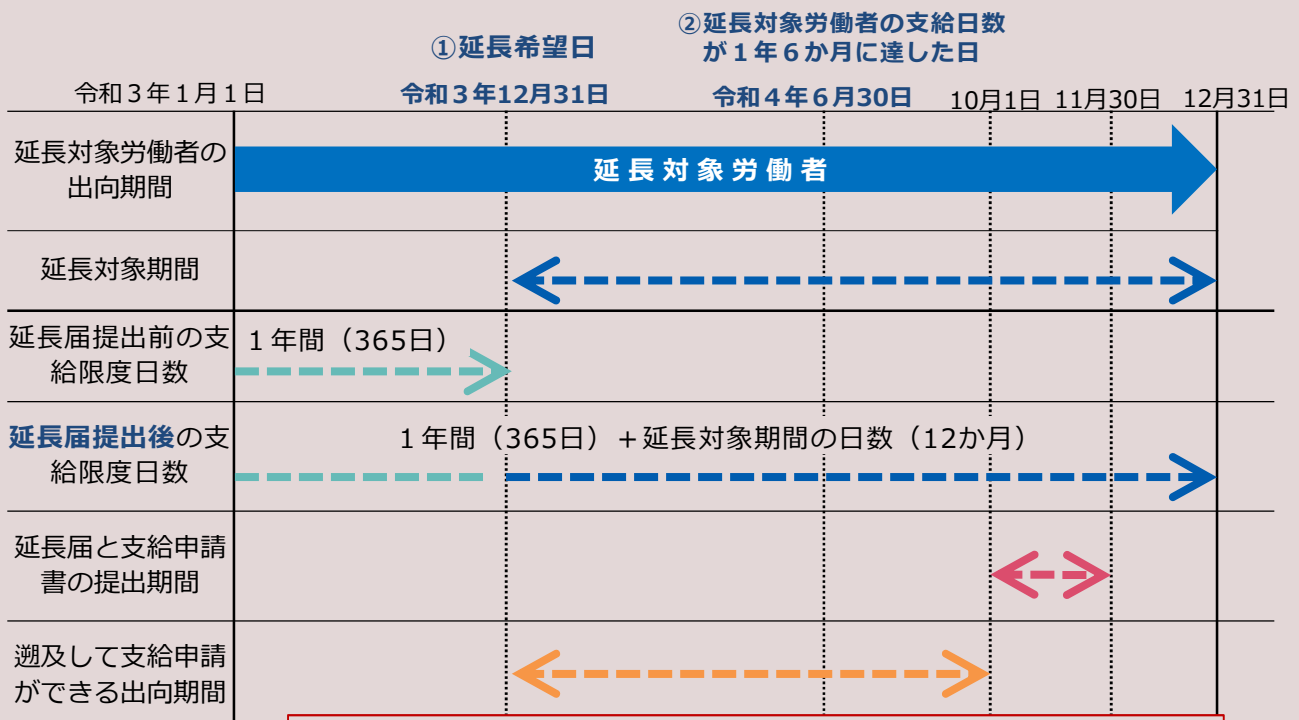 ①延長希望日
②延長対象労働者の支給日数
が１年６か月に達した日
令和３年１月１日
令和３年12月31日
令和４年６月30日
10月1日
11月30日
12月31日
延長対象労働者の
出向期間
延長対象労働者
延長対象期間
延長届提出前の支
給限度日数
１年間（365日）
延長届提出後の支
給限度日数
１年間（365日）＋延長対象期間の日数（12か月）
延長届と支給申請
書の提出期間
遡及して支給申請
ができる出向期間